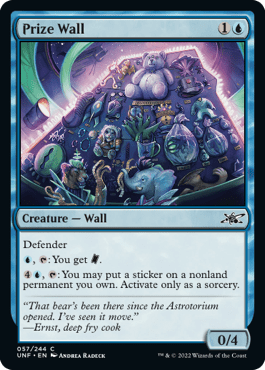 Prize Wall 1
Creature — Wall
Defender
, : You get .
4 , : You may put a sticker on a nonland
permanent you own. Activate only as a sorcery.
“That bear’s been there since the Astrotorium
opened. I’ve seen it move.”
—Ernst, deep fry cook
0/4
057/244 C
UNF • EN Andrea Radeck
™ & © 2022 Wizards of the Coast